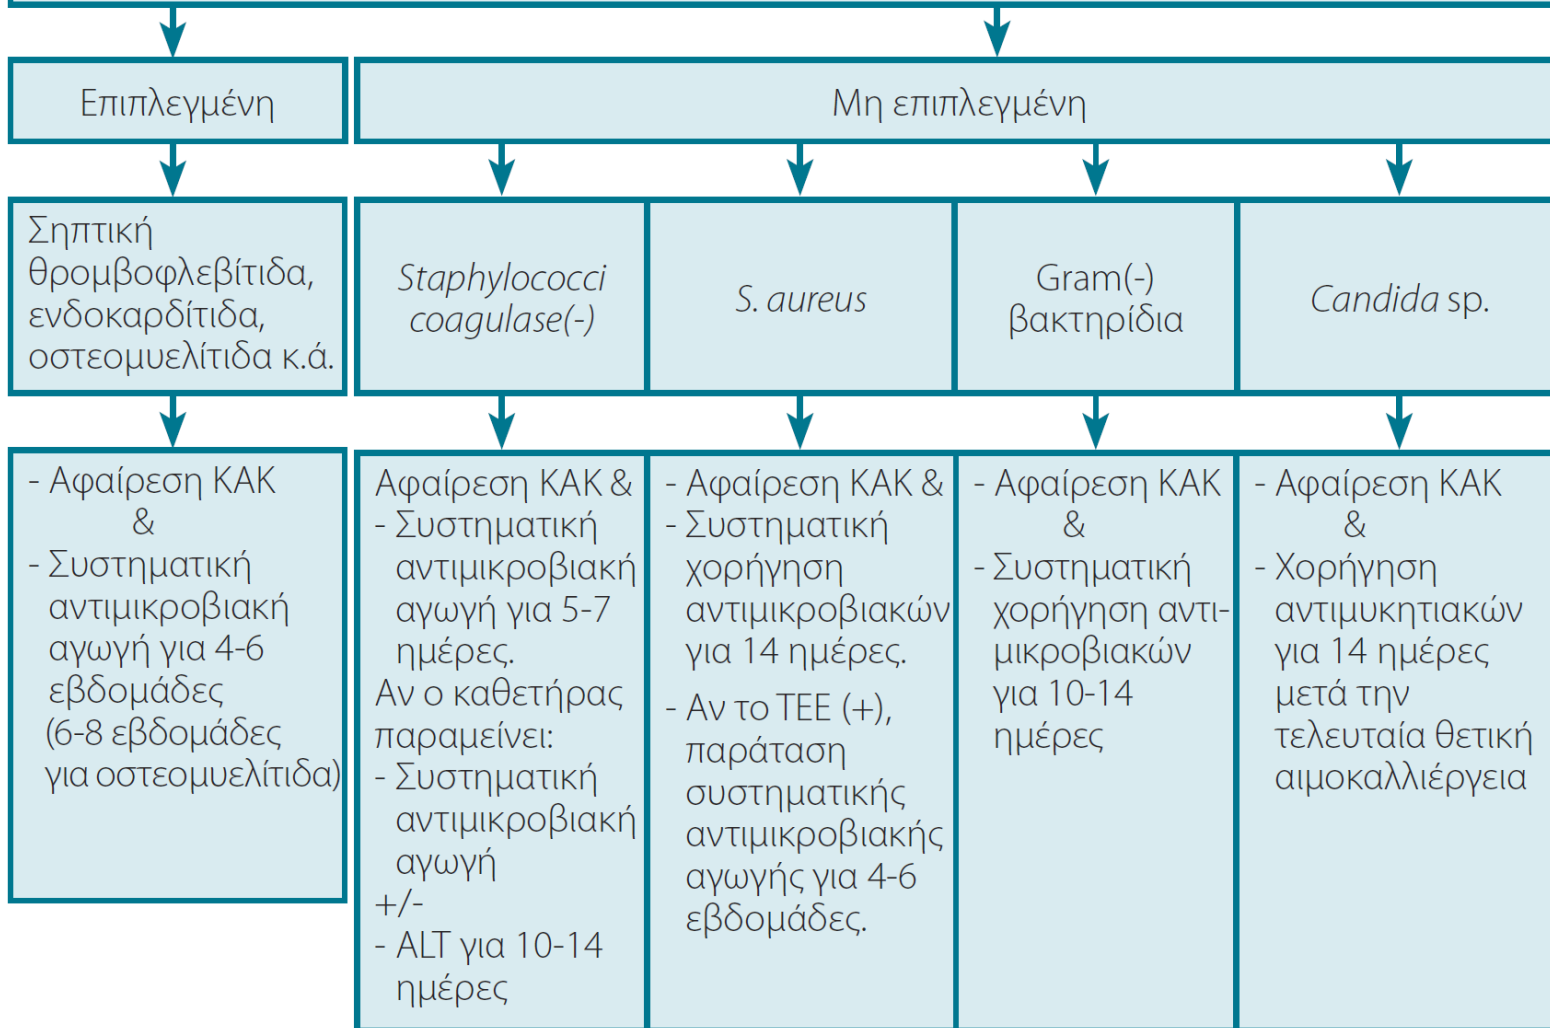 Επιπλεγμένη
Μη επιπλεγμένη
Σηπτική
θρομβοφλεβίτιδα,
ενδοκαρδίτιδα,
οστεομυελίτιδα κ.ά.
Staphylococci
coagulase(-)
S. aureus
Gram(-)
βακτηρίδια
Candida sp.
- Αφαίρεση ΚΑΚ
&
- Συστηματική
αντιμικροβιακή
αγωγή για 4-6
εβδομάδες
(6-8 εβδομάδες
για οστεομυελίτιδα)
Αφαίρεση ΚΑΚ &
- Συστηματική
αντιμικροβιακή
αγωγή για 5-7
ημέρες.
Αν ο καθετήρας
παραμείνει:
- Συστηματική
αντιμικροβιακή
αγωγή
+/-
- ALT για 10-14
ημέρες
- Αφαίρεση ΚΑΚ &
- Συστηματική
χορήγηση
αντιμικροβιακών
για 14 ημέρες.
- Αν το ΤΕΕ (+),
παράταση
συστηματικής
αντιμικροβιακής
αγωγής για 4-6
εβδομάδες.
- Αφαίρεση ΚΑΚ
&
- Συστηματική
χορήγηση αντι-
μικροβιακών
για 10-14
ημέρες
- Αφαίρεση ΚΑΚ
&
- Χορήγηση
αντιμυκητιακών
για 14 ημέρες
μετά την
τελευταία θετική
αιμοκαλλιέργεια